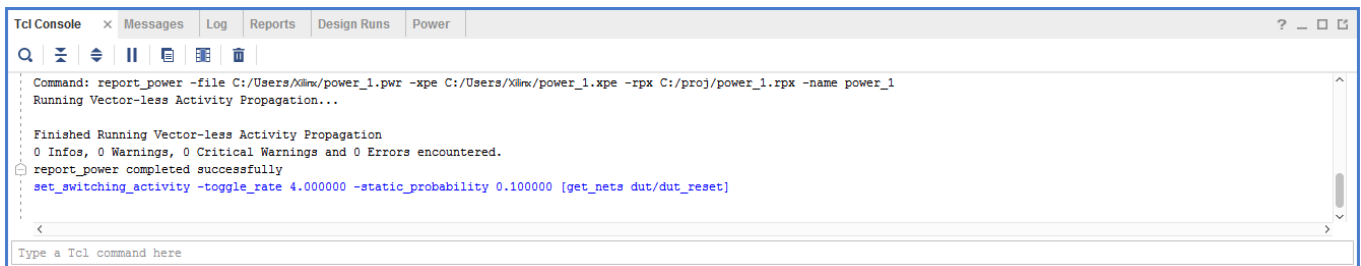 Tcl Console × Messages Log Reports Design Runs Power ?
Command: report_power -file C:/Users/Xilinx/power_1.pwr -xpe C:/Users/Xilinx/power_1.xpe -rpx C:/proj/power_1.rpx -name power_1
Running Vector-less Activity Propagation...
Finished Running Vector-less Activity Propagation
0 Infos, 0 Warnings, 0 Critical Warnings and 0 Errors encountered.
report_power completed successfully
set_switching_activity -toggle_rate 4.000000 -static_probability 0.100000 [get_nets dut/dut_reset]
Type a Tcl command here